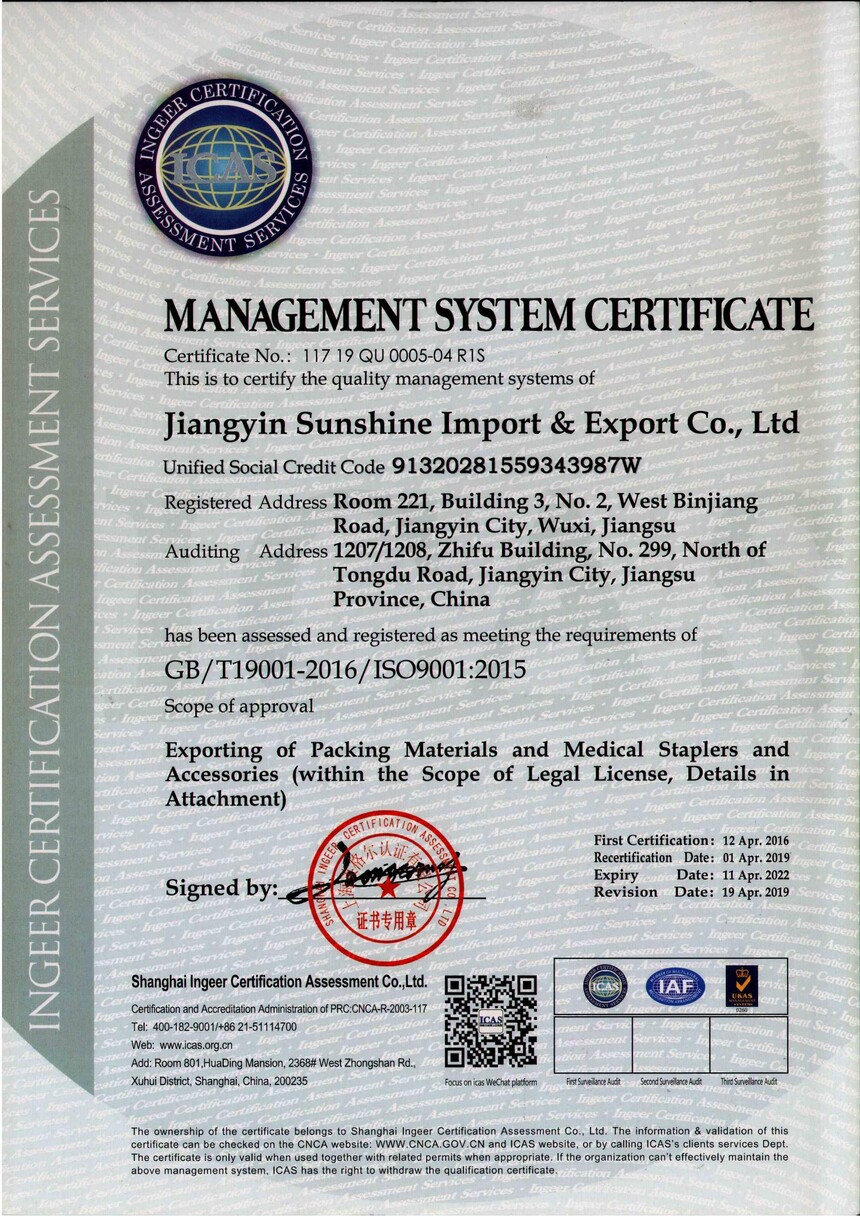 INGEER CERTIFICATION
ICAS
ASSESSMENT SERVICES
INGEER CERTIFICATION ASSESSMENT SERVICES
MANAGEMENT SYSTEM CERTIFICATE
Certificate No.: 117 19 QU 0005-04 R1S
This is to certify the quality management systems of
Jiangyin Sunshine Import & Export Co., Ltd
Unified Social Credit Code 91320281559343987W
Registered Address Room 221, Building 3, No. 2, West Binjiang
Road, Jiangyin City, Wuxi, Jiangsu
Auditing Address 1207/1208, Zhifu Building, No. 299, North of
Tongdu Road, Jiangyin City, Jiangsu
Province, China
has been assessed and registered as meeting the requirements of
GB/T19001-2016/ISO9001:2015
Scope of approval
Exporting of Packing Materials and Medical Staplers and
Accessories (within the Scope of Legal License, Details in
Attachment)
First Certification: 12 Apr. 2016
Recertification Date: 01 Apr. 2019
Expiry Date: 11 Apr. 2022
Revision Date: 19 Apr. 2019
Signed by:
SHANGHAI INGEER CERTIFICATION ASSESSMENT CO.,LTD
证书专用章
Shanghai Ingeer Certification Assessment Co.,Ltd.
Certification and Accreditation Administration of PRC:CNCA-R-2003-117
Tel: 400-182-9001/+86 21-51114700
Web: www.icas.org.cn
Add: Room 801,HuaDing Mansion, 2368# West Zhongshan Rd.,
Xuhui District, Shanghai, China, 200235
ICAS
Focus on icas WeChat platform
ICAS
IAF
UKAS
MANAGEMENT
SYSTEMS
0260
First Surveillance Audit
Second Surveillance Audit
Third Surveillance Audit
The ownership of the certificate belongs to Shanghai Ingeer Certification Assessment Co., Ltd. The information & validation of this
certificate can be checked on the CNCA website: WWW.CNCA.GOV.CN and ICAS website, or by calling ICAS's clients services Dept.
The certificate is only valid when used together with related permits when appropriate. If the organization can't effectively maintain the
above management system, ICAS has the right to withdraw the qualification certificate.